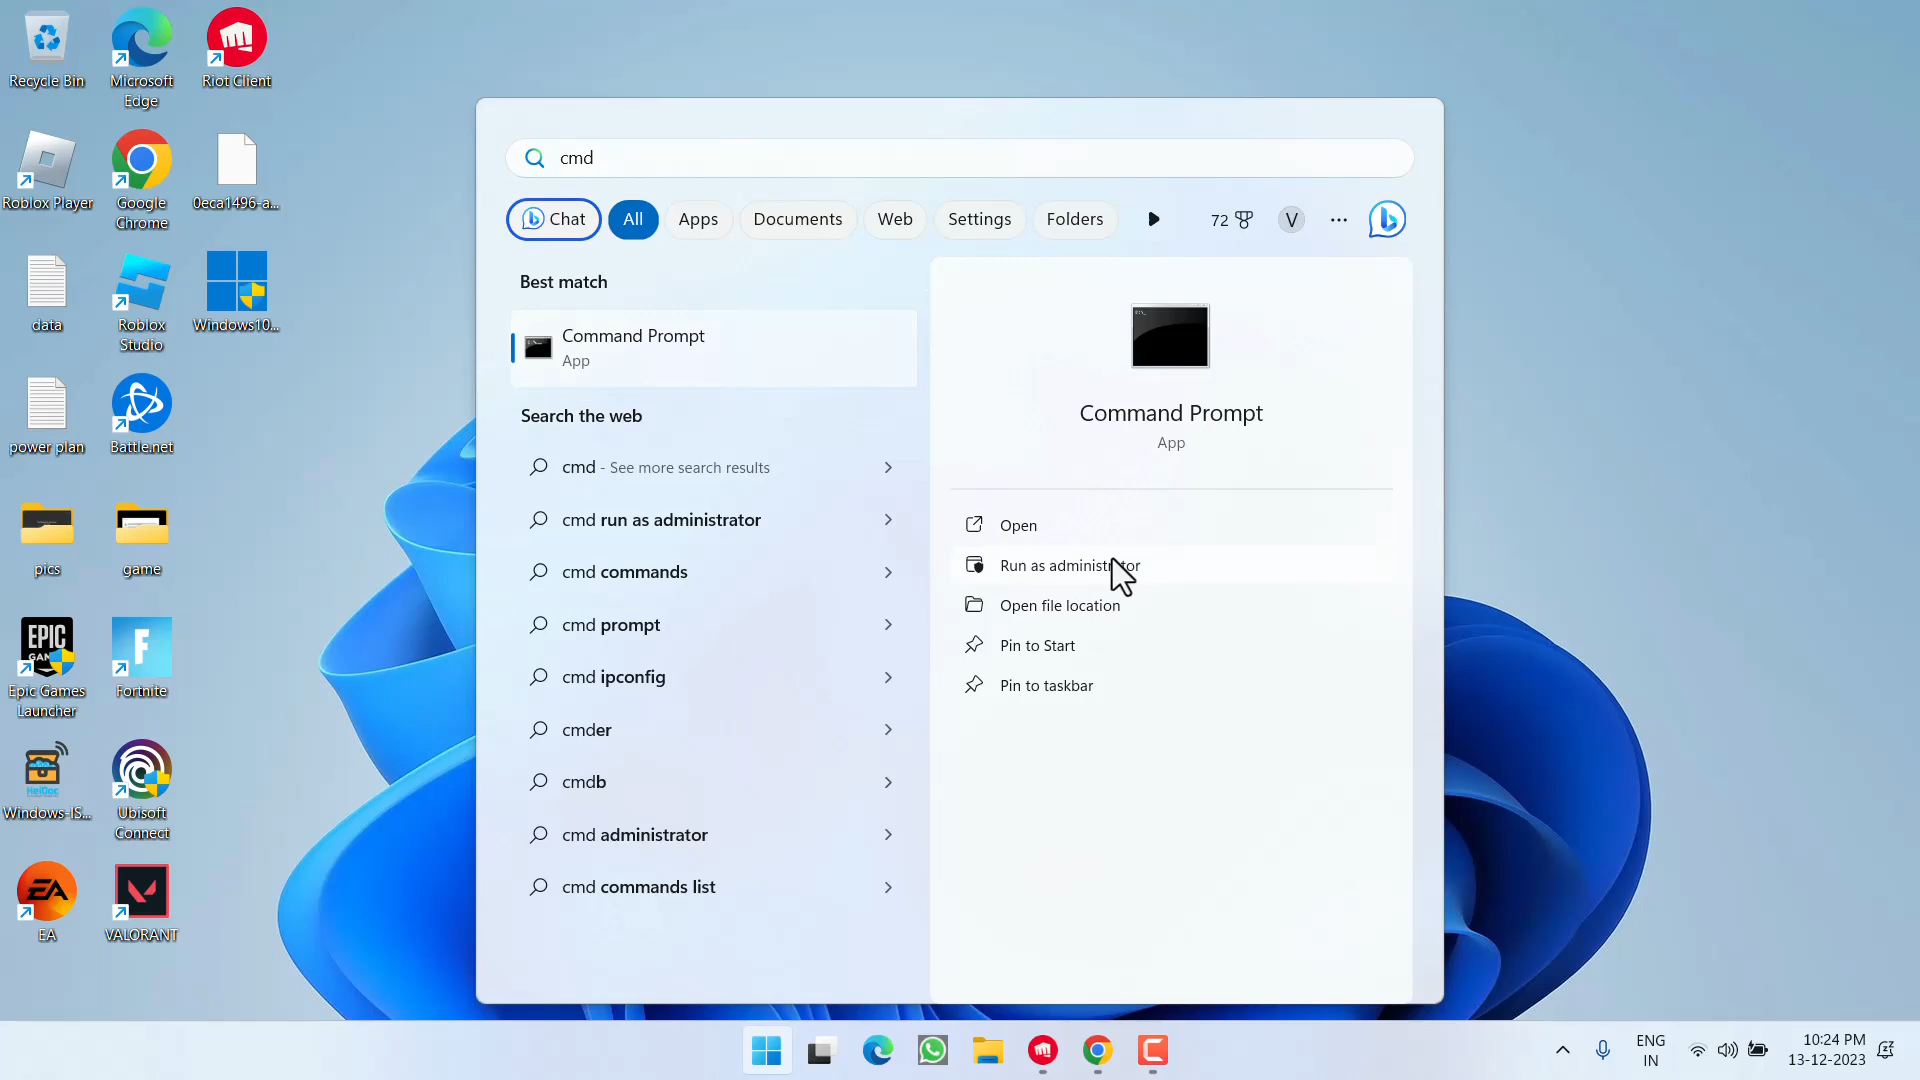 Recycle Bin
Microsoft
Edge
Riot Client
Roblox Player
Google
Chrome
0eca1496-a...
data
Roblox
Studio
Windows10...
power plan
Battle.net
pics
game
EPIC
GAMES
Epic Games
Launcher
Fortnite
HeiDoc
Windows-IS...
Ubisoft
Connect
EA
EA
VALORANT
cmd
Chat
All
Apps
Documents
Web
Settings
Folders
72
V
Best match
Command Prompt
App
Search the web
cmd - See more search results
cmd run as administrator
cmd commands
cmd prompt
cmd ipconfig
cmder
cmdb
cmd administrator
cmd commands list
Command Prompt
App
Open
Run as administrator
Open file location
Pin to Start
Pin to taskbar
ENG
IN
10:24 PM
13-12-2023